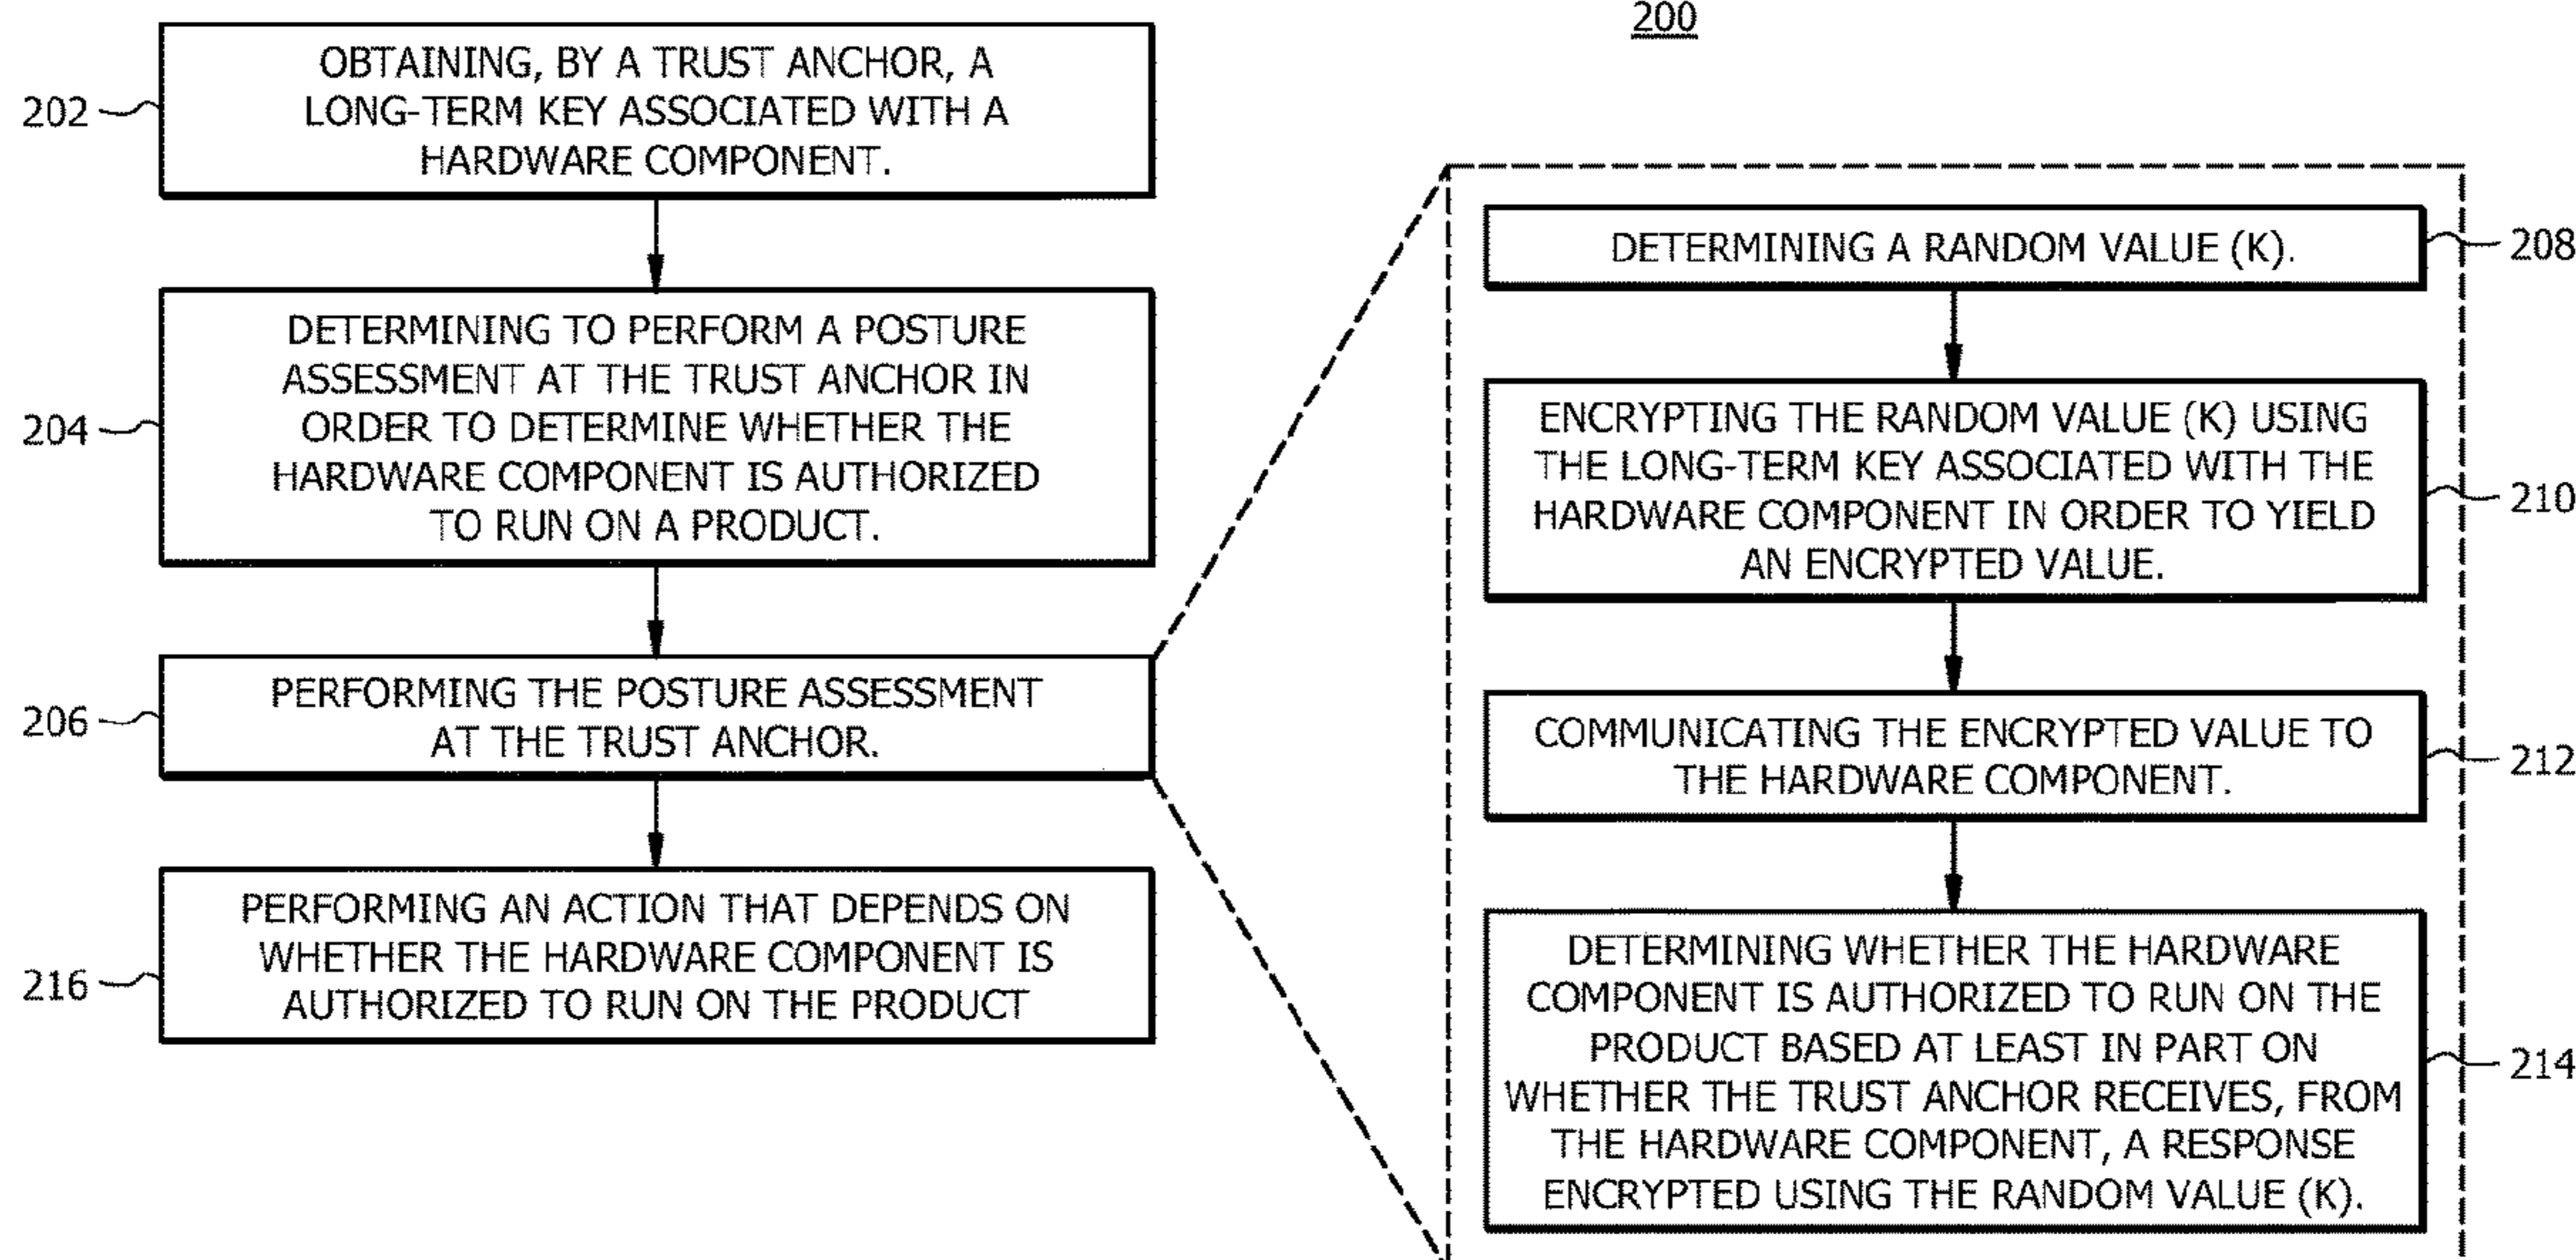 200
202
OBTAINING, BY A TRUST ANCHOR, A
LONG-TERM KEY ASSOCIATED WITH A
HARDWARE COMPONENT.
204
DETERMINING TO PERFORM A POSTURE
ASSESSMENT AT THE TRUST ANCHOR IN
ORDER TO DETERMINE WHETHER THE
HARDWARE COMPONENT IS AUTHORIZED
TO RUN ON A PRODUCT.
206
PERFORMING THE POSTURE ASSESSMENT
AT THE TRUST ANCHOR.
216
PERFORMING AN ACTION THAT DEPENDS ON
WHETHER THE HARDWARE COMPONENT IS
AUTHORIZED TO RUN ON THE PRODUCT
DETERMINING A RANDOM VALUE (K).
208
ENCRYPTING THE RANDOM VALUE (K) USING
THE LONG-TERM KEY ASSOCIATED WITH THE
HARDWARE COMPONENT IN ORDER TO YIELD
AN ENCRYPTED VALUE.
210
COMMUNICATING THE ENCRYPTED VALUE TO
THE HARDWARE COMPONENT.
212
DETERMINING WHETHER THE HARDWARE
COMPONENT IS AUTHORIZED TO RUN ON THE
PRODUCT BASED AT LEAST IN PART ON
WHETHER THE TRUST ANCHOR RECEIVES, FROM
THE HARDWARE COMPONENT, A RESPONSE
ENCRYPTED USING THE RANDOM VALUE (K).
214